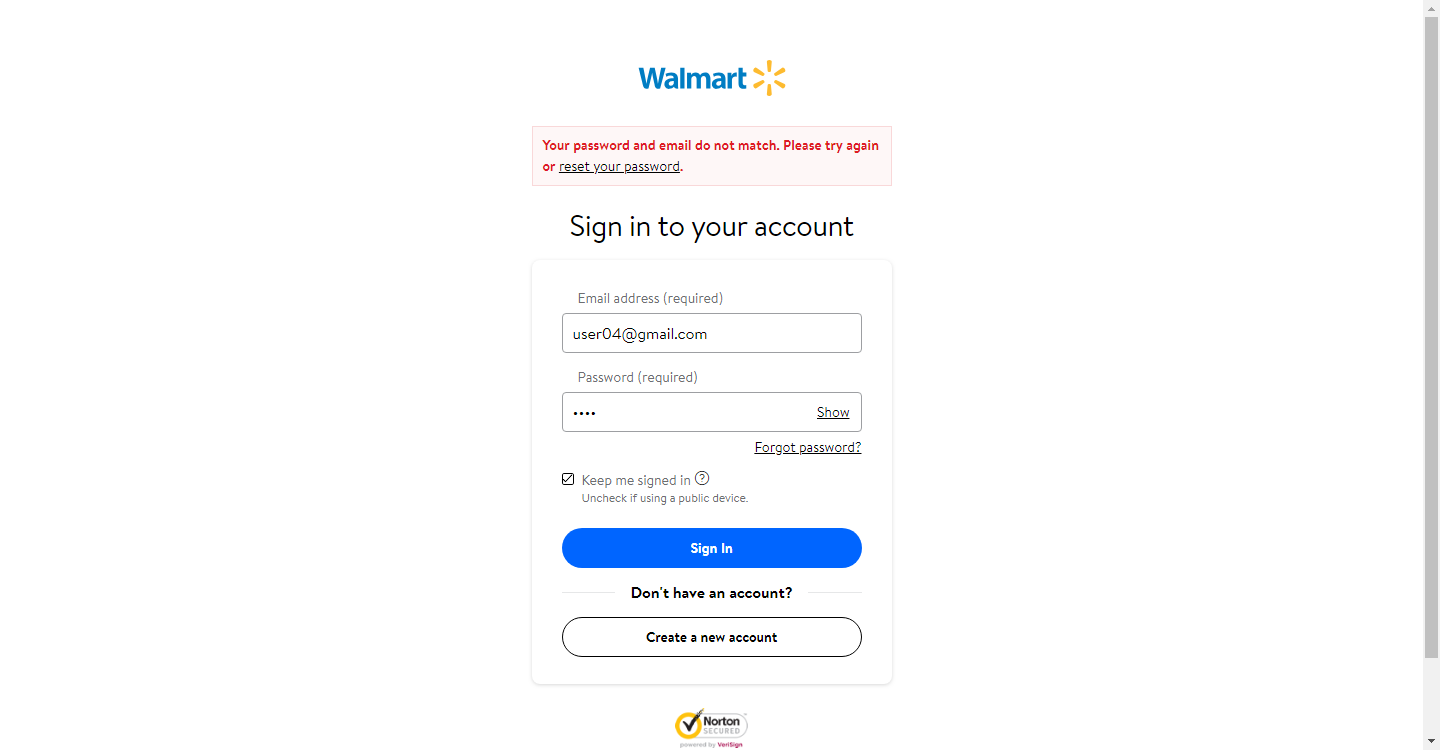 Walmart
Your password and email do not match. Please try again
or reset your password.
Sign in to your account
Email address (required)
user04@gmail.com
Password (required)
••••
Show
Forgot password?
Keep me signed in ?
Uncheck if using a public device.
Sign In
Don't have an account?
Create a new account
Norton
SECURED
powered by VeriSign